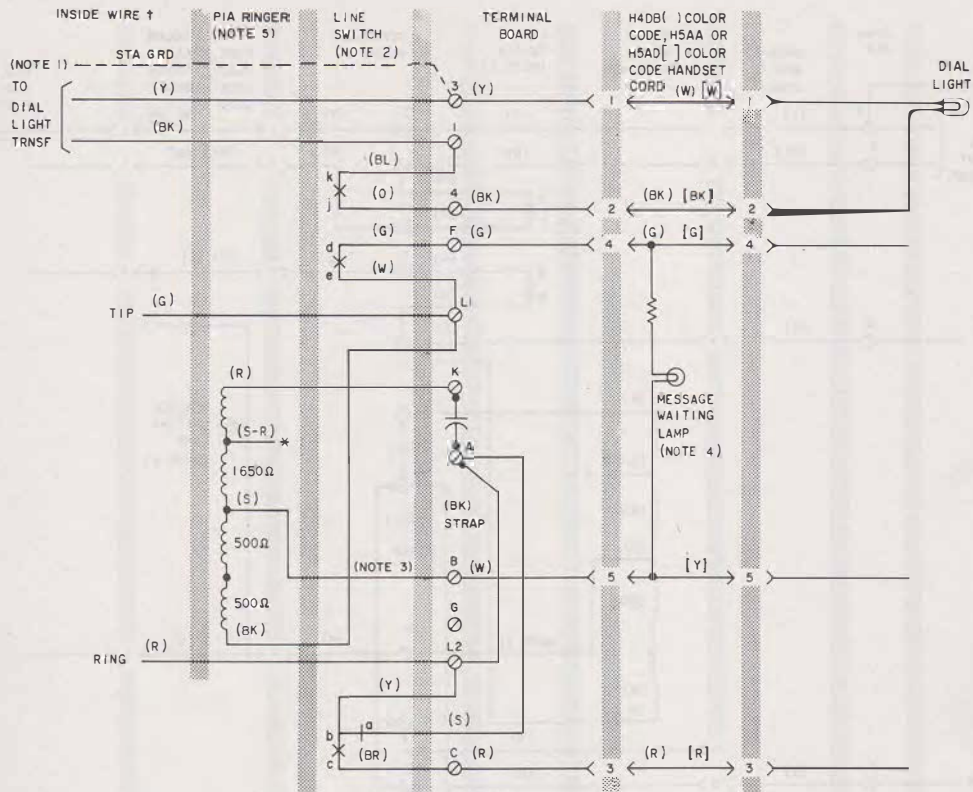 INSIDE WIRE †
PIA RINGER
(NOTE 5)
LINE
SWITCH
(NOTE 2)
TERMINAL
BOARD
H4DB( ) COLOR
CODE, H5AA OR
H5AD[ ] COLOR
CODE HANDSET
CORD (W) [W]
DIAL
LIGHT
(NOTE 1)
STA GRD
TO
DIAL
LIGHT
TRNSF
(Y)
3
(Y)
1
1
(BK)
1
(BL)
k
j
(O)
4
(BK)
2
(BK) [BK]
2
d
(G)
F
(G)
4
(G) [G]
4
e
(W)
TIP
(G)
L1
(R)
K
(S-R)
*
MESSAGE
WAITING
LAMP
(NOTE 4)
A
1650Ω
(S)
(BK)
STRAP
500Ω
(NOTE 3)
B
(W)
5
[Y]
5
500Ω
G
(BK)
RING
(R)
L2
(Y)
b
a
(S)
c
(BR)
C
(R)
3
(R) [R]
3